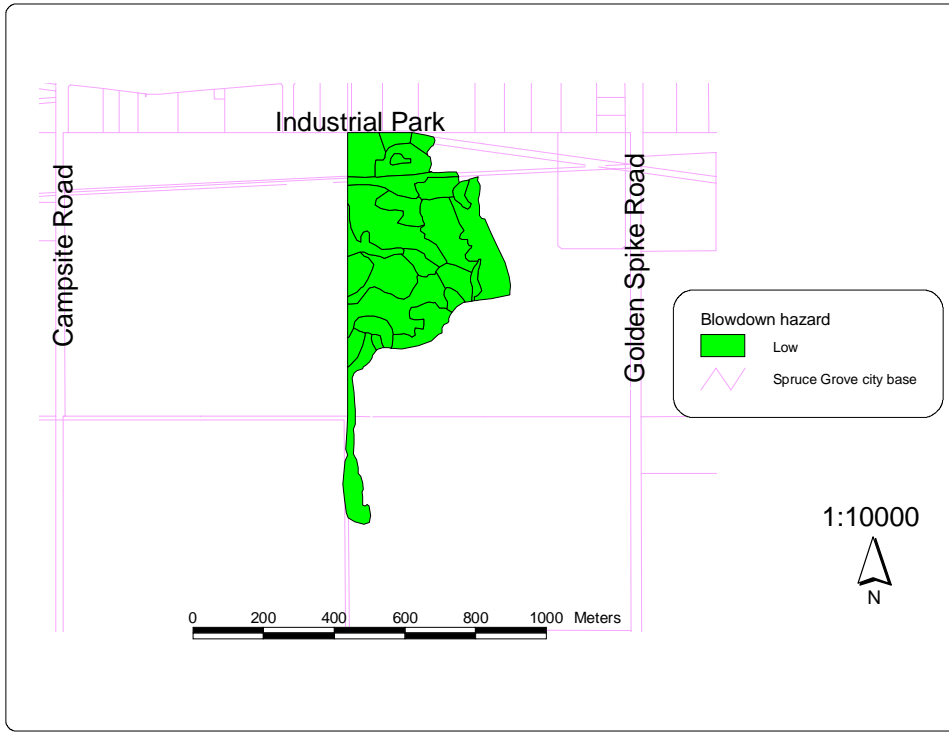 Industrial Park
Campsite Road
Golden Spike Road
Blowdown hazard
Low
Spruce Grove city base
1:10000
N
0 200 400 600 800 1000 Meters